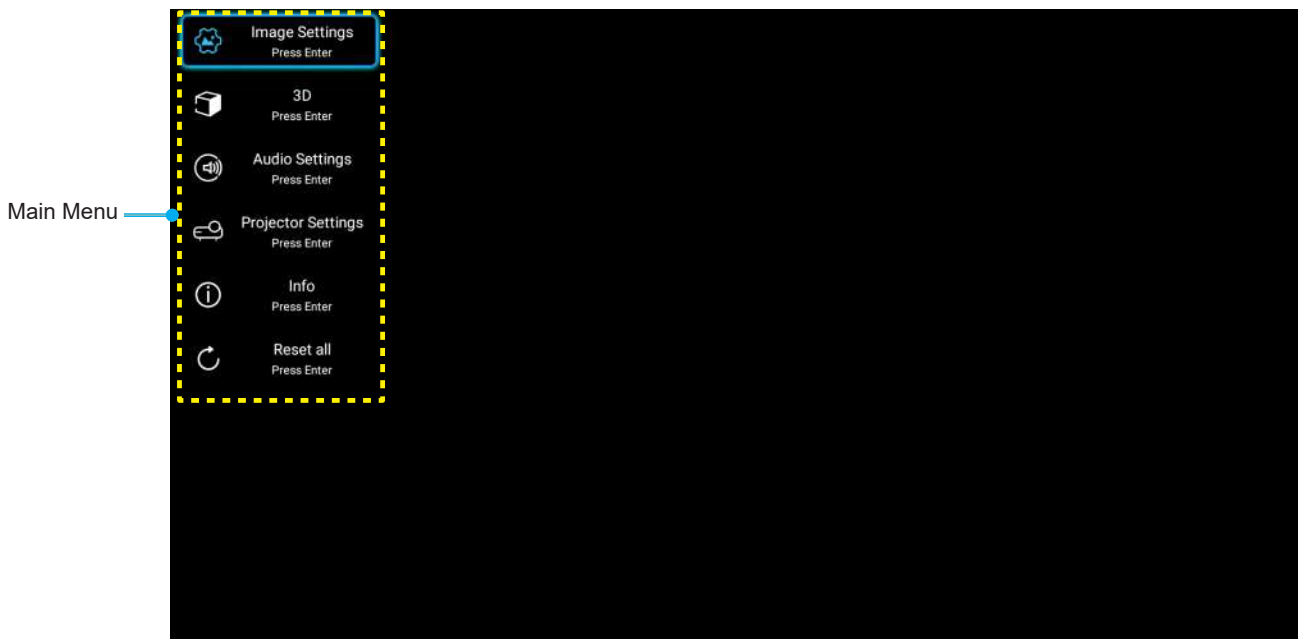 Main Menu
Image Settings
Press Enter
3D
Press Enter
Audio Settings
Press Enter
Projector Settings
Press Enter
Info
Press Enter
Reset all
Press Enter